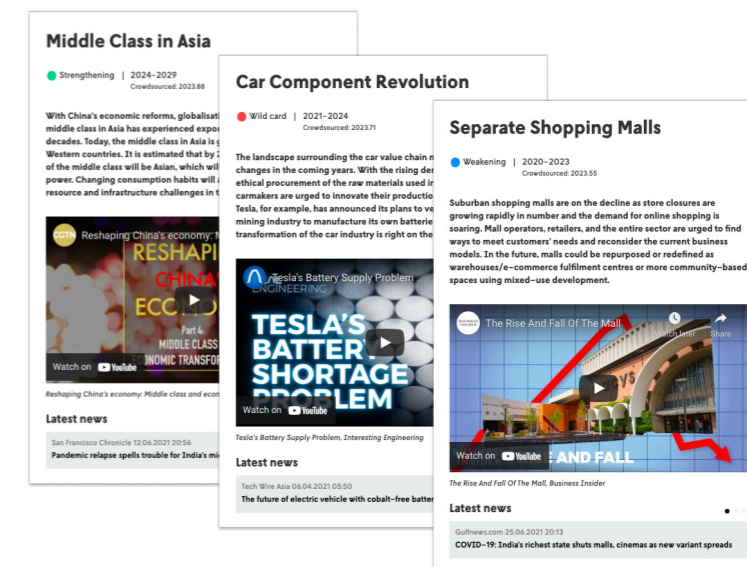 Middle Class in Asia
Strengthening | 2024–2029
Crowdsourced: 2023.88
With China's economic reforms, globalisati
middle class in Asia has experienced expon
decades. Today, the middle class in Asia is g
Western countries. It is estimated that by 2
of the middle class will be Asian, which will
power. Changing consumption habits will a
resource and infrastructure challenges in t
CGTN
Reshaping China's economy: M
RESHAPI
CHINA'
ECO
Part 4:
MIDDLE CLASS
ECONOMIC TRANSFOR
Watch on YouTube
Reshaping China's economy: Middle class and econ
Latest news
San Francisco Chronicle 12.06.2021 20:56
Pandemic relapse spells trouble for India's mi
Car Component Revolution
Wild card | 2021–2024
Crowdsourced: 2023.71
The landscape surrounding the car value chain n
changes in the coming years. With the rising der
ethical procurement of the raw materials used in
carmakers are urged to innovate their productio
Tesla, for example, has announced its plans to ve
mining industry to manufacture its own batterie
transformation of the car industry is right on the
Tesla's Battery Supply Problem
ENGINEERING
TESLA'S
BATTERY
SHORTAGE
PROBLEM
Watch on YouTube
Tesla's Battery Supply Problem, Interesting Engineering
Latest news
Tech Wire Asia 06.04.2021 05:50
The future of electric vehicle with cobalt-free batter
Separate Shopping Malls
Weakening | 2020–2023
Crowdsourced: 2023.55
Suburban shopping malls are on the decline as store closures are
growing rapidly in number and the demand for online shopping is
soaring. Mall operators, retailers, and the entire sector are urged to find
ways to meet customers' needs and reconsider the current business
models. In the future, malls could be repurposed or redefined as
warehouses/e-commerce fulfilment centres or more community-based
spaces using mixed-use development.
BUSINESS
INSIDER
The Rise And Fall Of The Mall
Watch later
Share
Watch on YouTube
E AND FALL
The Rise And Fall Of The Mall, Business Insider
Latest news
Gulfnews.com 25.06.2021 20:13
COVID-19: India's richest state shuts malls, cinemas as new variant spreads